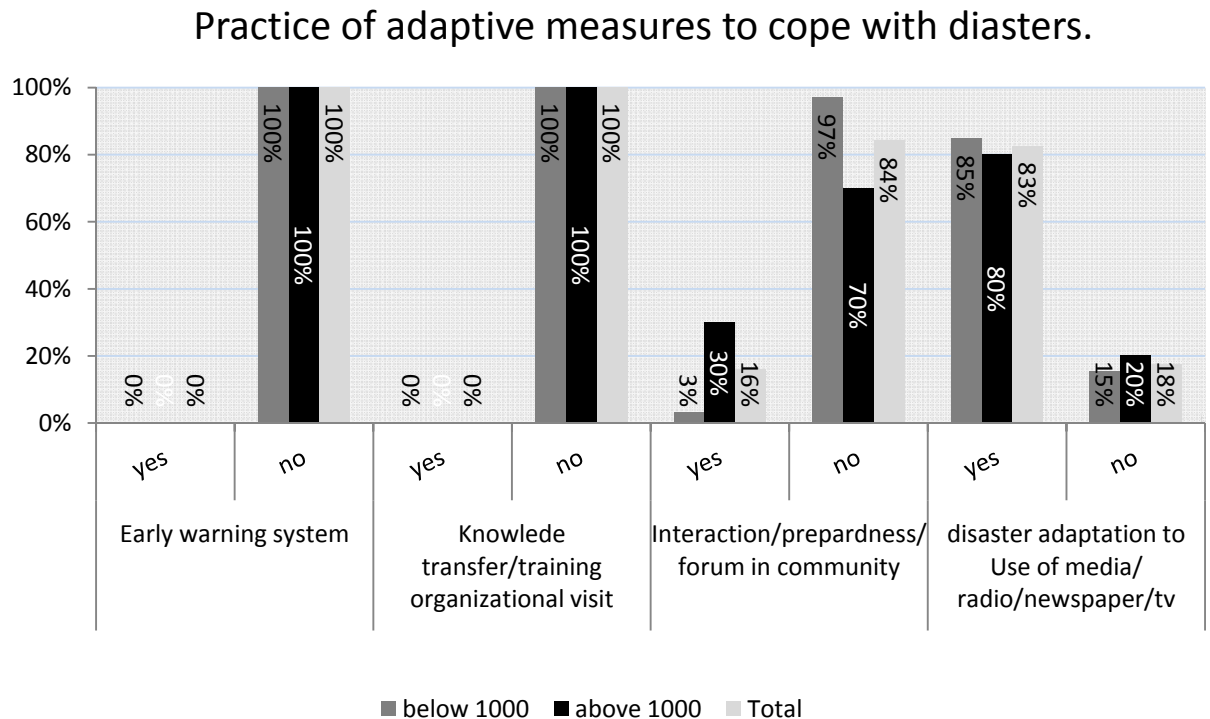 Practice of adaptive measures to cope with diasters.
100%
80%
60%
40%
20%
0%
0% 0% 0%
100% 100% 100%
0% 0% 0%
100% 100% 100%
3% 30% 16%
97% 70% 84%
85% 80% 83%
15% 20% 18%
yes no yes no yes no yes no
Early warning system
Knowlede
transfer/training
organizational visit
Interaction/prepardness/
forum in community
disaster adaptation to
Use of media/
radio/newspaper/tv
below 1000 above 1000 Total